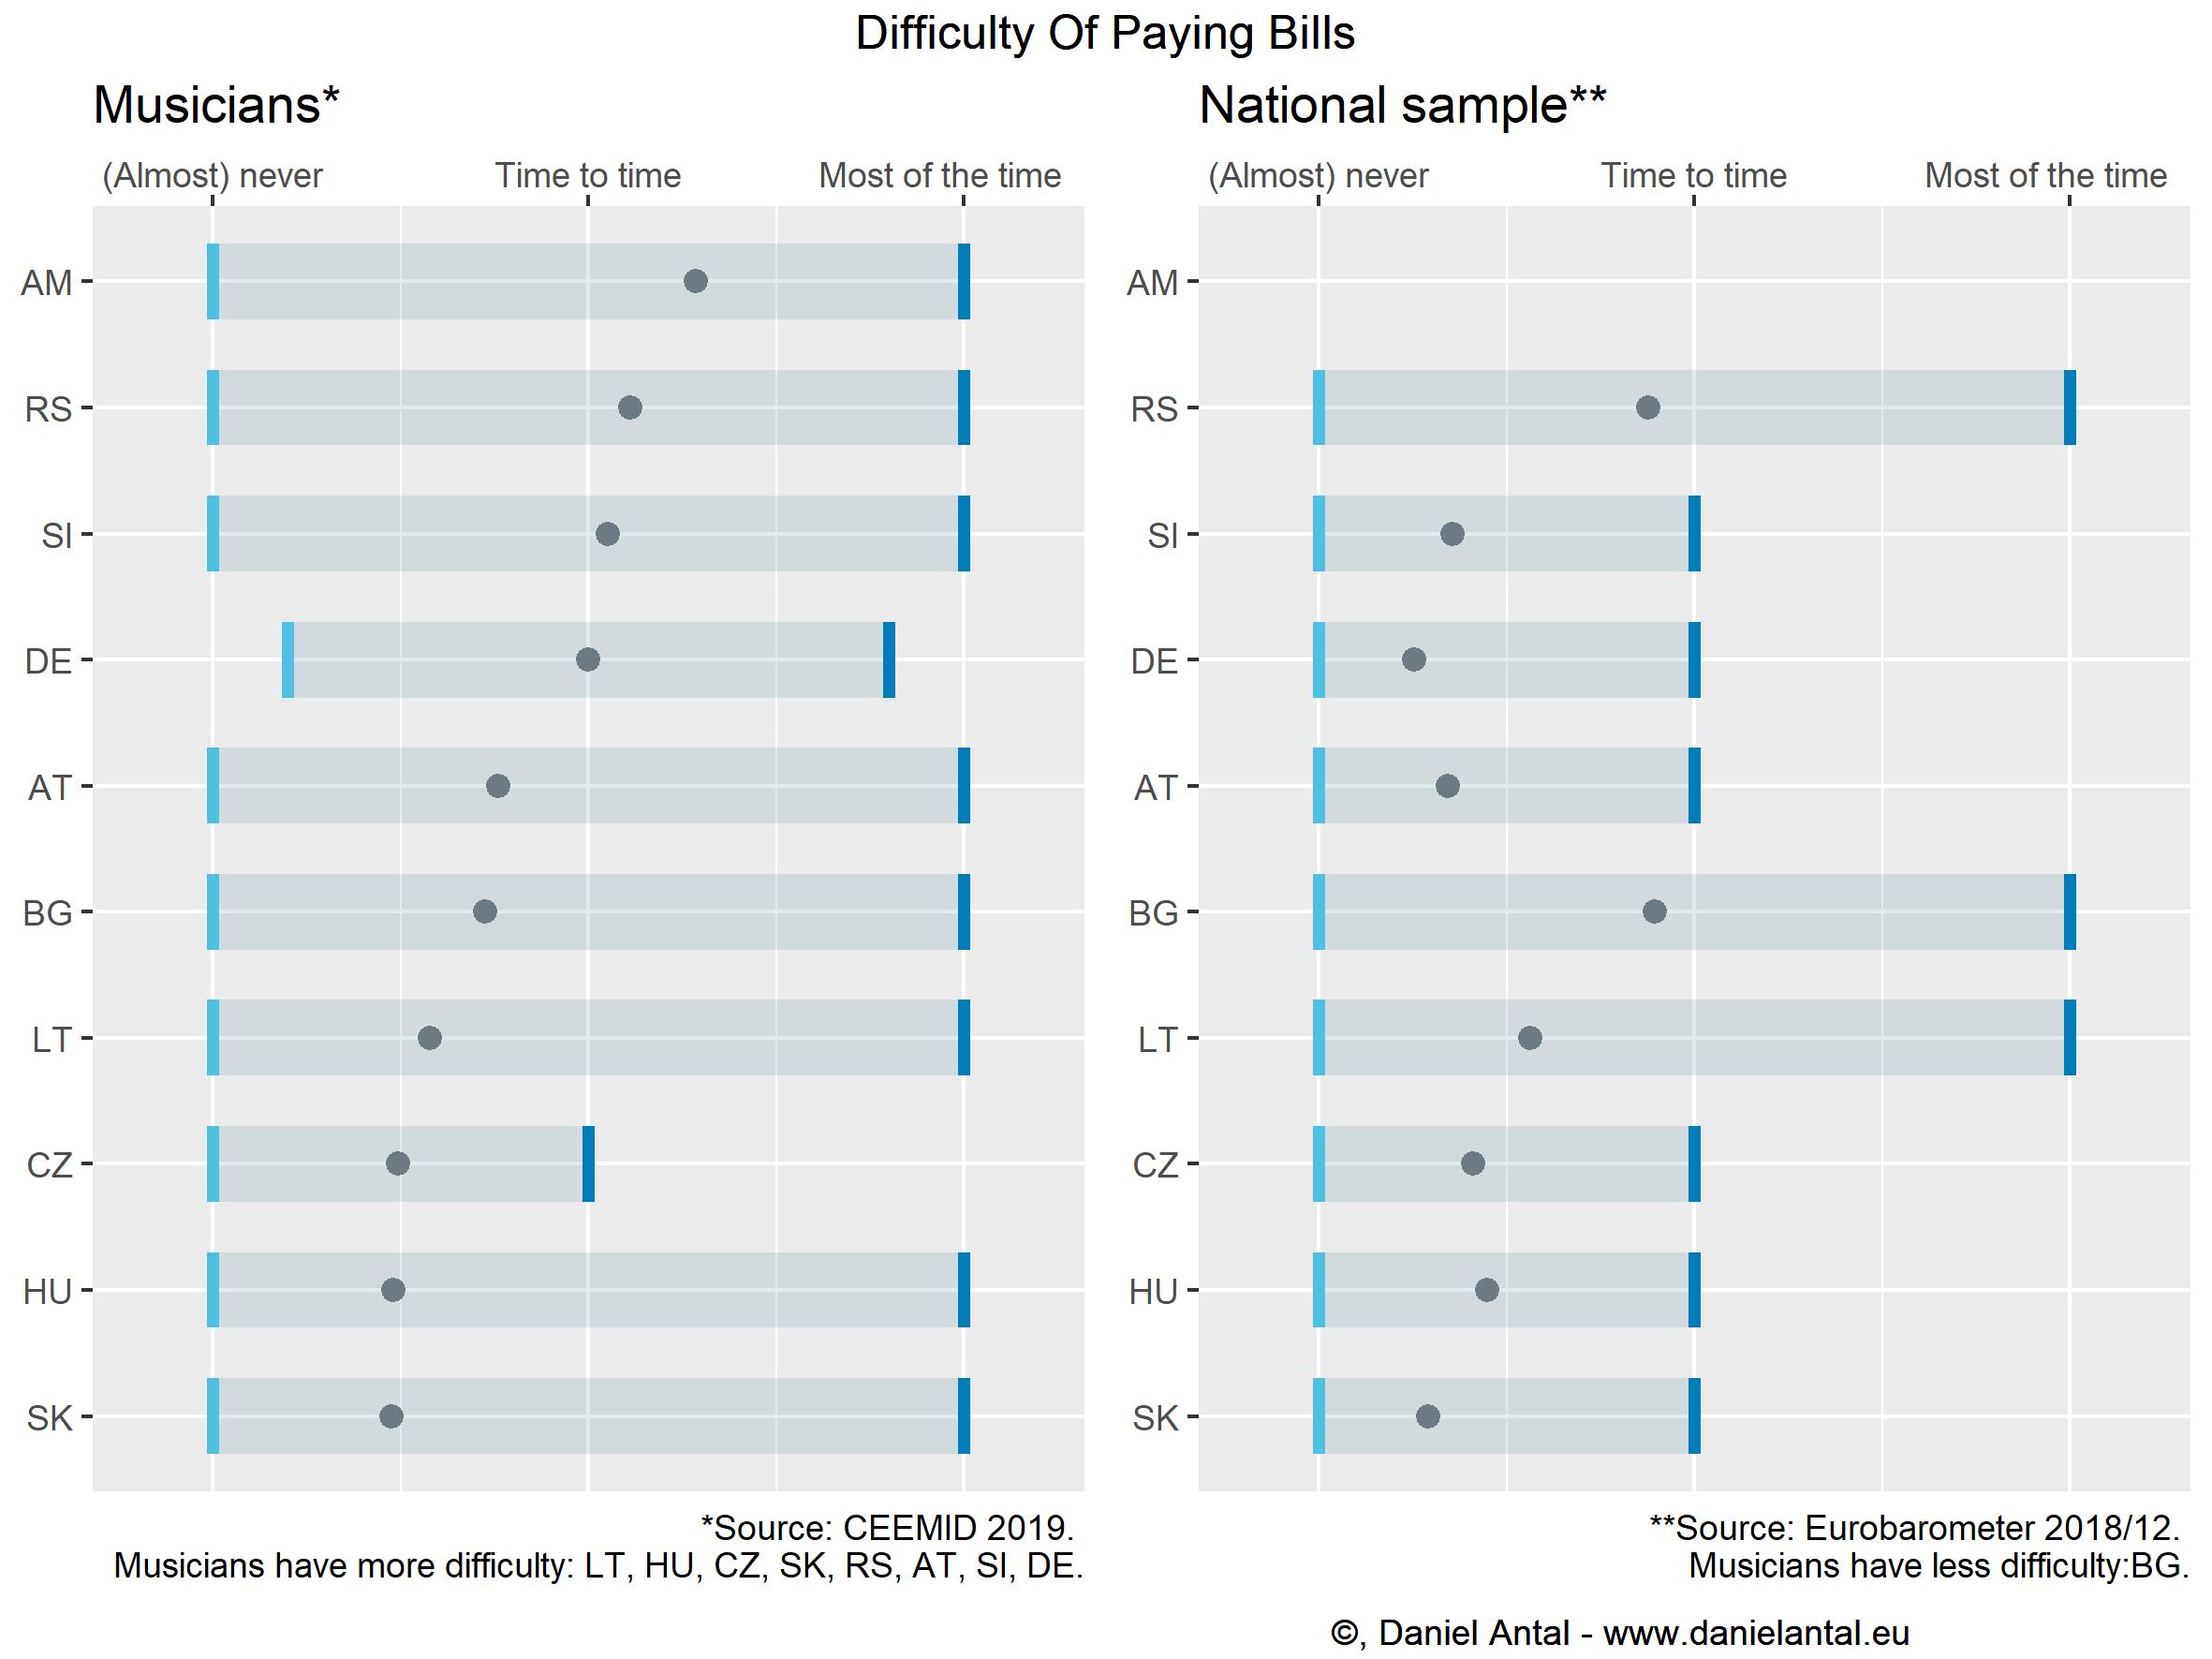 Difficulty Of Paying Bills
Musicians*
(Almost) never Time to time Most of the time
AM
RS
SI
DE
AT
BG
LT
CZ
HU
SK
*Source: CEEMID 2019.
Musicians have more difficulty: LT, HU, CZ, SK, RS, AT, SI, DE.
National sample**
(Almost) never Time to time Most of the time
AM
RS
SI
DE
AT
BG
LT
CZ
HU
SK
**Source: Eurobarometer 2018/12.
Musicians have less difficulty:BG.
©, Daniel Antal - www.danielantal.eu